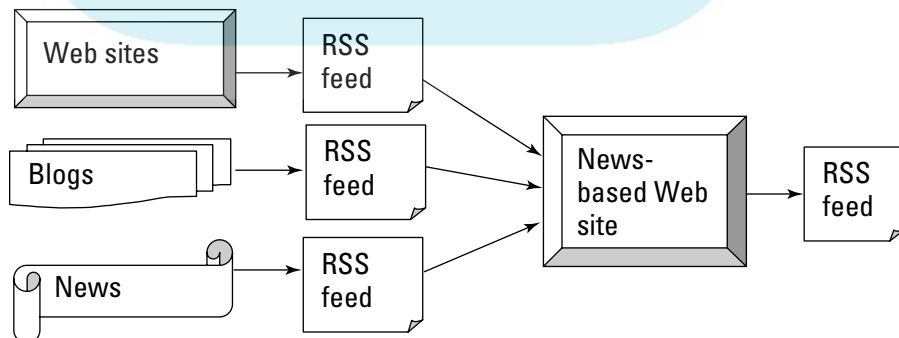 Web sites
RSS
feed
Blogs
RSS
feed
News
RSS
feed
News-
based Web
site
RSS
feed